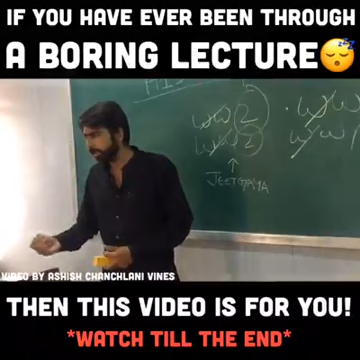 IF YOU HAVE EVER BEEN THROUGH
A BORING LECTURE😴
JEETGAYA
VIDEO BY ASHISH CHANCHLANI VINES
THEN THIS VIDEO IS FOR YOU!
*WATCH TILL THE END*